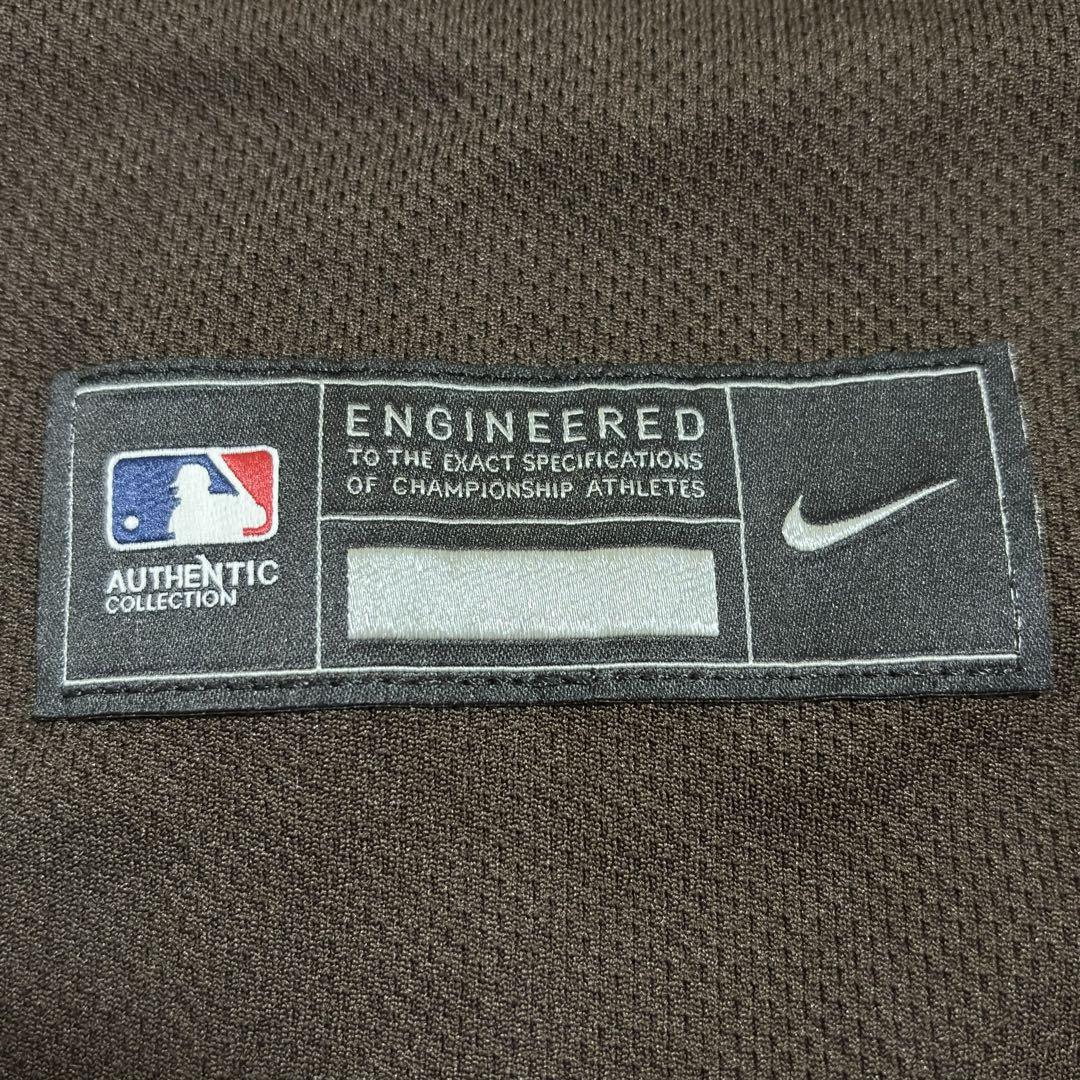 ENGINEERED
TO THE EXACT SPECIFICATIONS
OF CHAMPIONSHIP ATHLETES
AUTHENTIC
COLLECTION